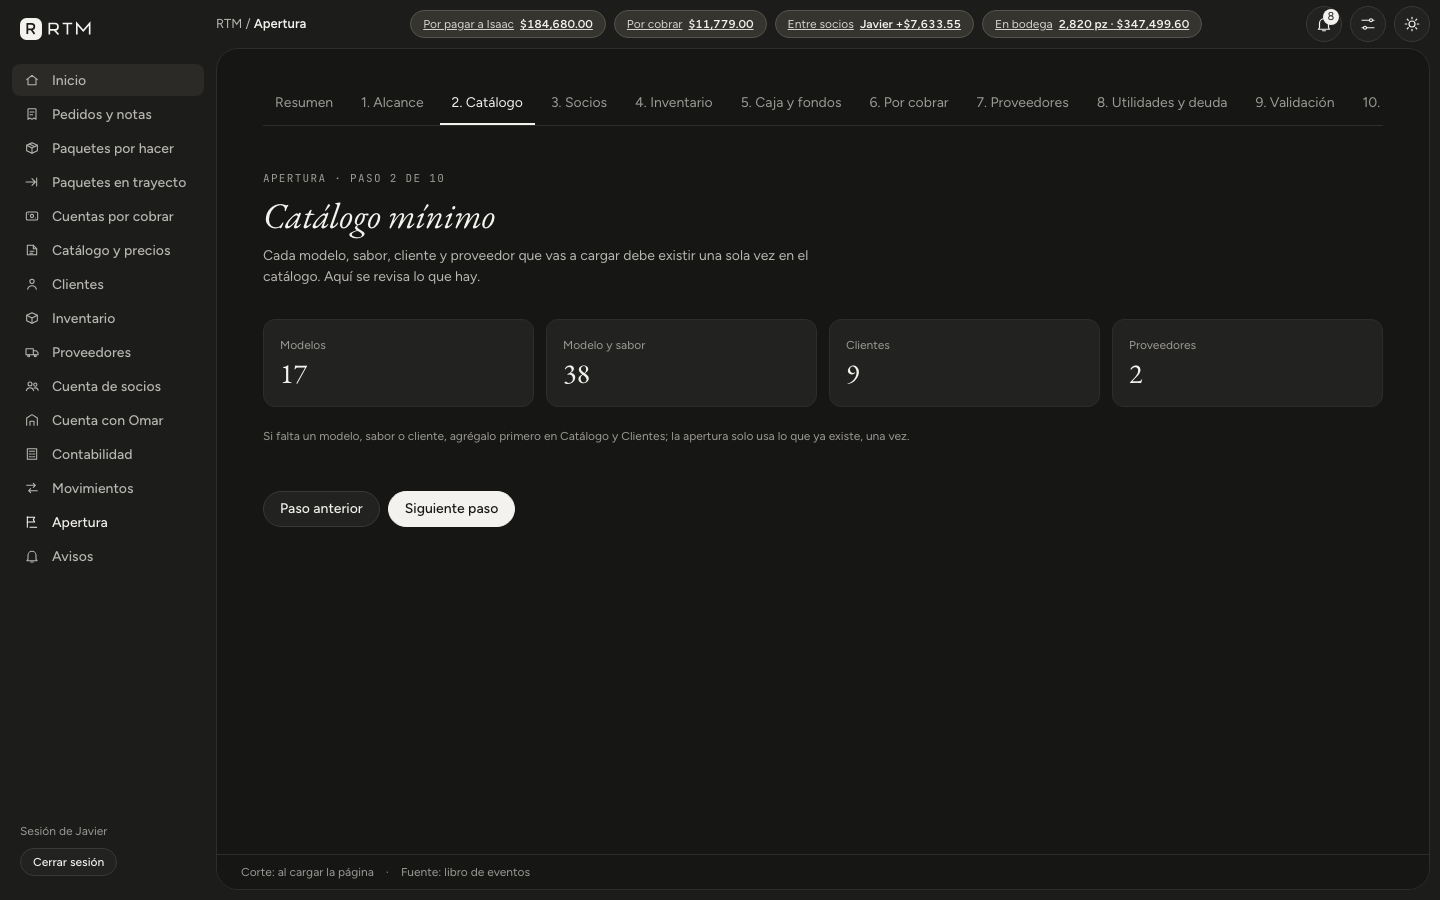 R RTM
RTM / Apertura
Por pagar a Isaac $184,680.00
Por cobrar $11,779.00
Entre socios Javier +$7,633.55
En bodega 2,820 pz · $347,499.60
8
Inicio
Pedidos y notas
Paquetes por hacer
Paquetes en trayecto
Cuentas por cobrar
Catálogo y precios
Clientes
Inventario
Proveedores
Cuenta de socios
Cuenta con Omar
Contabilidad
Movimientos
Apertura
Avisos
Sesión de Javier
Cerrar sesión
Resumen
1. Alcance
2. Catálogo
3. Socios
4. Inventario
5. Caja y fondos
6. Por cobrar
7. Proveedores
8. Utilidades y deuda
9. Validación
10.
APERTURA · PASO 2 DE 10
Catálogo mínimo
Cada modelo, sabor, cliente y proveedor que vas a cargar debe existir una sola vez en el
catálogo. Aquí se revisa lo que hay.
Modelos
17
Modelo y sabor
38
Clientes
9
Proveedores
2
Si falta un modelo, sabor o cliente, agrégalo primero en Catálogo y Clientes; la apertura solo usa lo que ya existe, una vez.
Paso anterior
Siguiente paso
Corte: al cargar la página · Fuente: libro de eventos